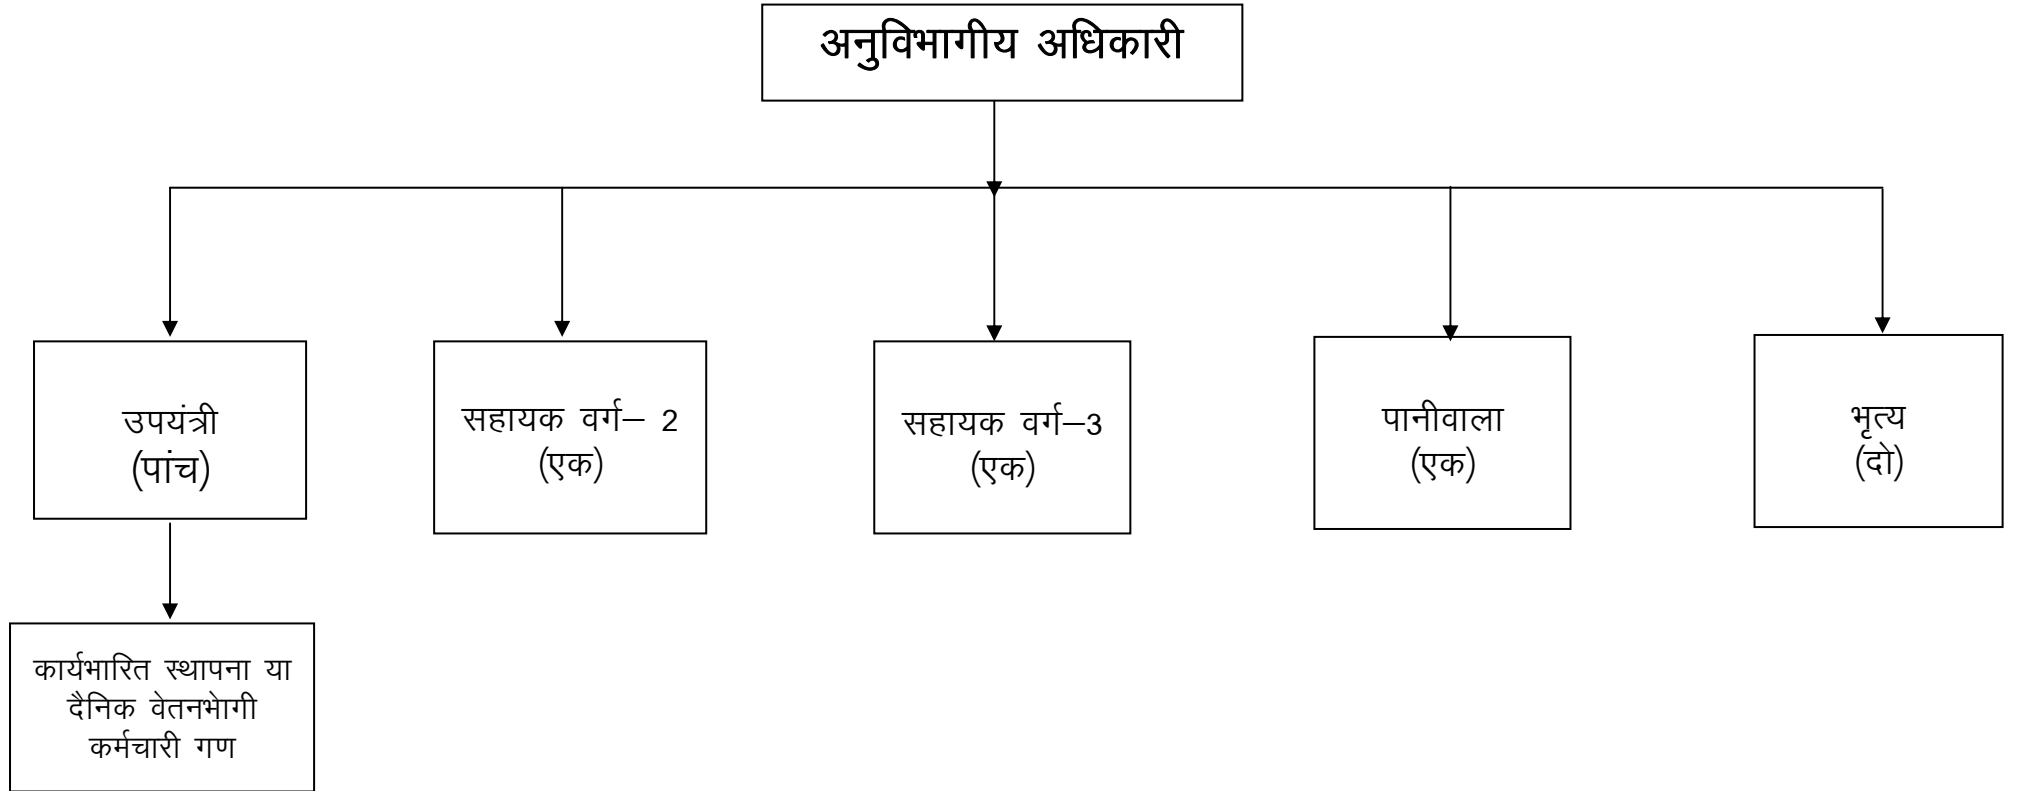 अनुविभागीय अधिकारी
उपयंत्री
(पांच)
सहायक वर्ग– 2
(एक)
सहायक वर्ग–3
(एक)
पानीवाला
(एक)
भृत्य
(दो)
कार्यभारित स्थापना या
दैनिक वेतनभोगी
कर्मचारी गण